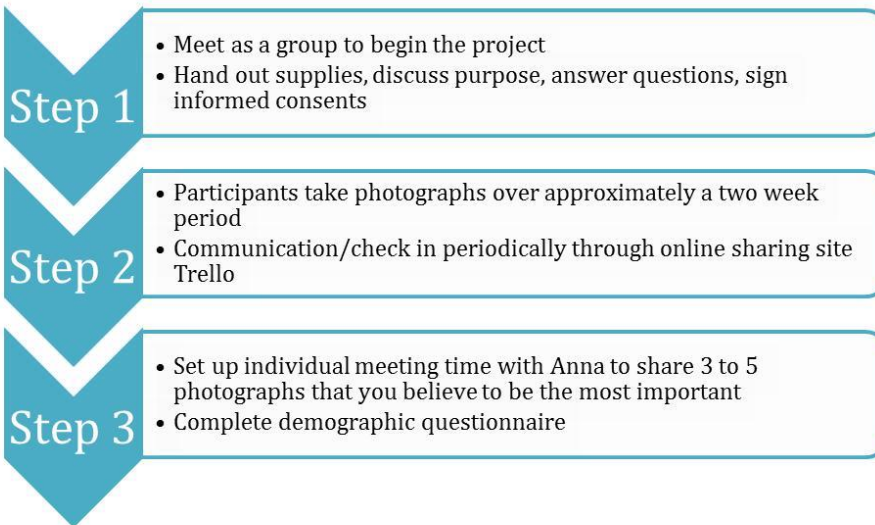 Step 1
• Meet as a group to begin the project
• Hand out supplies, discuss purpose, answer questions, sign
informed consents
Step 2
• Participants take photographs over approximately a two week
period
• Communication/check in periodically through online sharing site
Trello
Step 3
• Set up individual meeting time with Anna to share 3 to 5
photographs that you believe to be the most important
• Complete demographic questionnaire